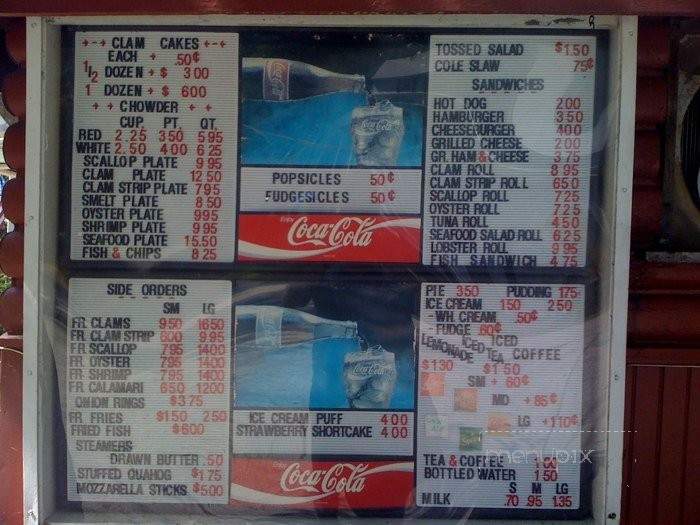 CLAM CAKES
EACH + .50¢
1/2 DOZEN + $ 3 00
1 DOZEN + $ 6 00
+ + CHOWDER + +
CUP PT. QT.
RED 2.25 3 50 5 95
WHITE 2.50 4 00 6 25
SCALLOP PLATE 9 95
CLAM PLATE 12 50
CLAM STRIP PLATE 7 95
SMELT PLATE 8 50
OYSTER PLATE 9 95
SHRIMP PLATE 9 95
SEAFOOD PLATE 15.50
FISH & CHIPS 8 25
POPSICLES 50¢
FUDGESICLES 50¢
Enjoy
Coca-Cola
TOSSED SALAD $1.50
COLE SLAW 75¢
SANDWICHES
HOT DOG 2 00
HAMBURGER 3 50
CHEESEBURGER 4 00
GRILLED CHEESE 2 00
GR. HAM & CHEESE 3 75
CLAM ROLL 8 95
CLAM STRIP ROLL 6 50
SCALLOP ROLL 7 25
OYSTER ROLL 7 25
TUNA ROLL 4 50
SEAFOOD SALAD ROLL 6 25
LOBSTER ROLL 9 95
FISH SANDWICH 4 75
SIDE ORDERS
SM LG
FR. CLAMS 9 50 16 50
FR. CLAM STRIP 6 00 9 95
FR. SCALLOP 7 95 14 00
FR. OYSTER 7 95 14 00
FR. SHRIMP 7 95 14 00
FR. CALAMARI 6 50 12 00
ONION RINGS $3.75
FR. FRIES $1 50 2 50
FRIED FISH $6 00
STEAMERS
DRAWN BUTTER .50
STUFFED QUAHOG $1.75
MOZZARELLA STICKS $5 00
ICE CREAM PUFF 4 00
STRAWBERRY SHORTCAKE 4 00
Enjoy
Coca-Cola
PIE 3 50 PUDDING 1 75
ICE CREAM 1 50 2 50
- WH. CREAM .50¢
- FUDGE .60¢
LEMONADE ICED TEA ICED COFFEE
$1 30 $1 50
SM + 60¢
MD + 85¢
LG + 1 10¢
menupix
TEA & COFFEE 1 00
BOTTLED WATER 1 50
S M LG
MILK .70 .95 1.35